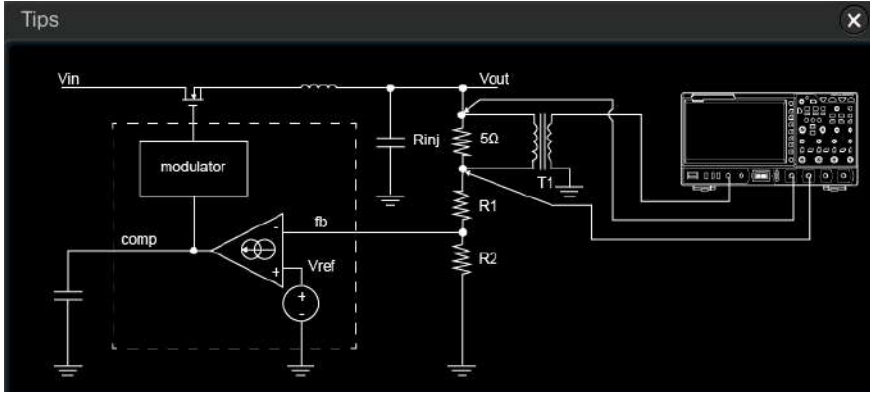 Tips
Vin
Vout
Rinj
5Ω
modulator
T1
R1
fb
comp
Vref
R2